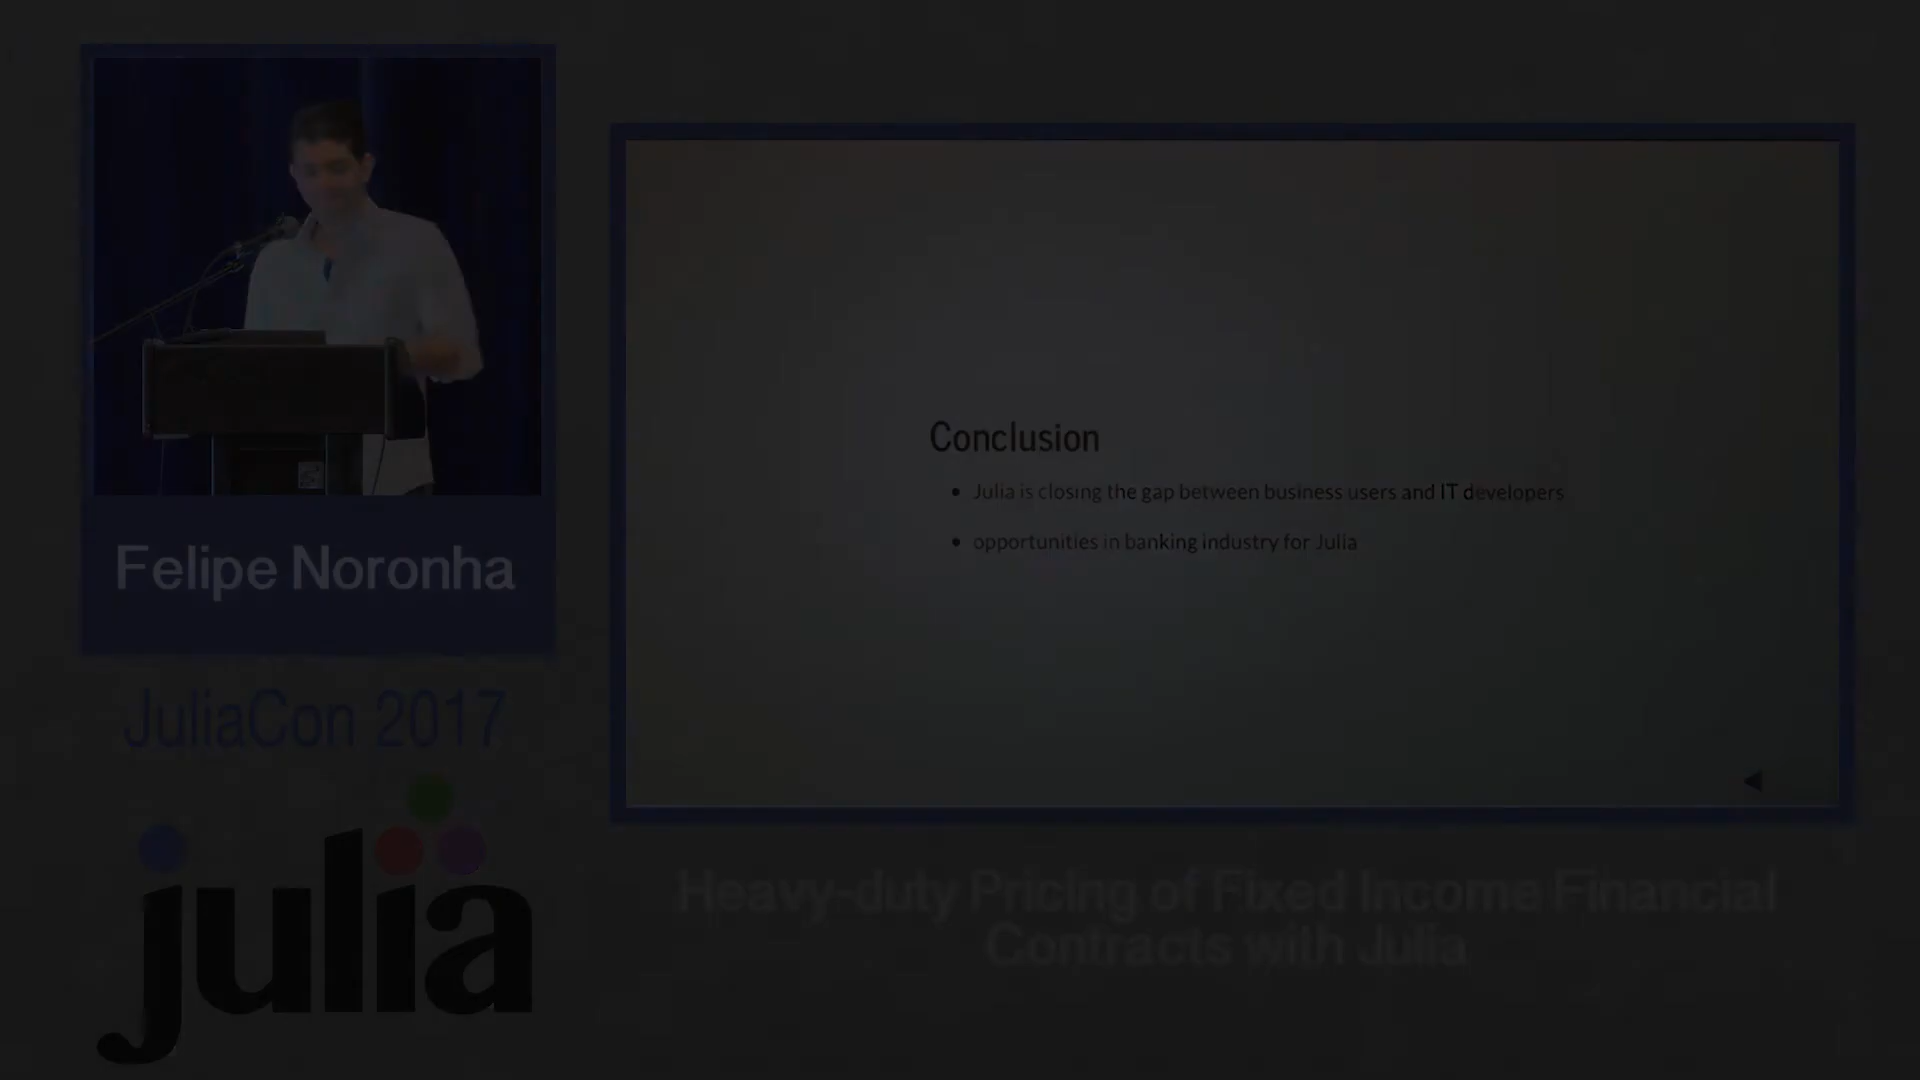 Felipe Noronha
JuliaCon 2017
julia
Conclusion
Julia is closing the gap between business users and IT developers
opportunities in banking industry for Julia
Heavy-duty Pricing of Fixed Income Financial
Contracts with Julia